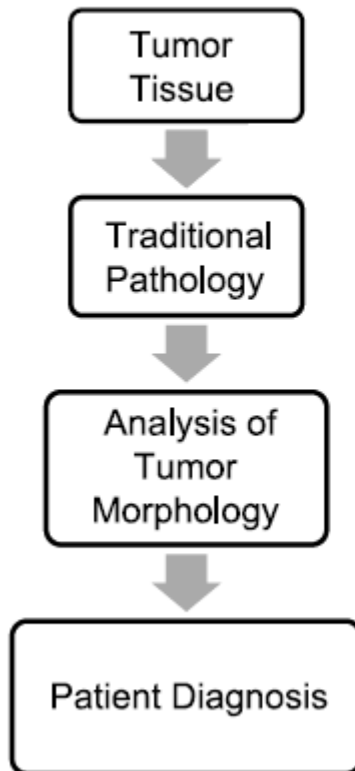 Tumor
Tissue
Traditional
Pathology
Analysis of
Tumor
Morphology
Patient Diagnosis